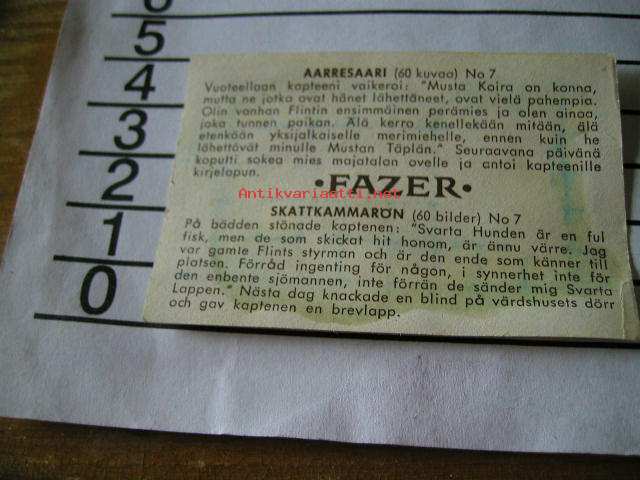 5
4
3
2
1
0
AARRESAARI (60 kuvaa) No 7
Vuoteellaan kapteeni vaikeroi: "Musta Koira on konna,
mutta ne jotka ovat hänet lähettäneet, ovat vielä pahempia.
Olin vanhan Flintin ensimmäinen perämies ja olen ainoa,
joka tunnen paikan. Älä kerro kenellekään mitään, älä
etenkään yksijalkaiselle merimiehelle, ennen kuin he
lähettävät minulle Mustan Täplän." Seuraavana päivänä
koputti sokea mies majatalon ovelle ja antoi kapteenille
kirjelapun.
•FAZER•
Antikvariaatti.net
SKATTKAMMARÖN (60 bilder) No 7
På bädden stönade kaptenen: "Svarta Hunden är en ful
fisk, men de som skickat hit honom, är ännu värre. Jag
var gamle Flints styrman och är den ende som känner till
platsen. Förråd ingenting för någon, i synnerhet inte för
den enbente sjömannen, inte förrän de sänder mig Svarta
Lappen." Nästa dag knackade en blind på värdshusets dörr
och gav kaptenen en brevlapp.